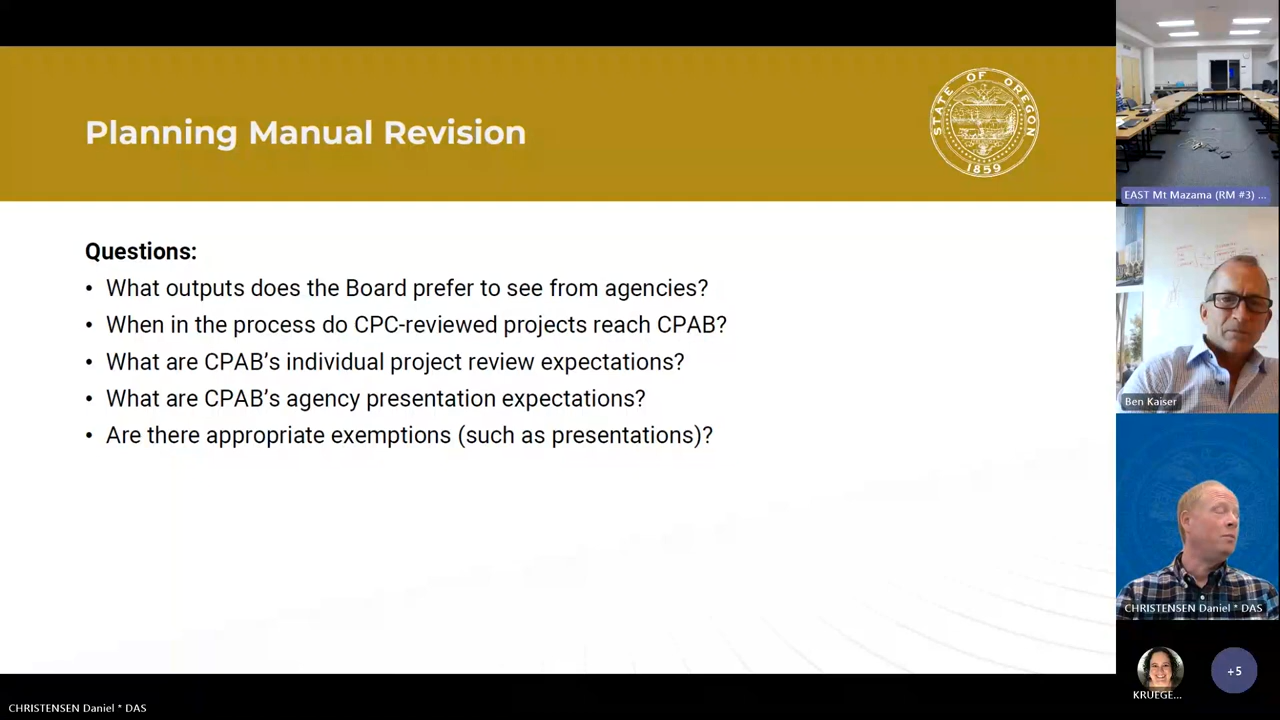 Planning Manual Revision
STATE OF OREGON
1859
Questions:
• What outputs does the Board prefer to see from agencies?
• When in the process do CPC-reviewed projects reach CPAB?
• What are CPAB’s individual project review expectations?
• What are CPAB’s agency presentation expectations?
• Are there appropriate exemptions (such as presentations)?
EAST Mt Mazama (RM #3) ...
Ben Kaiser
CHRISTENSEN Daniel * DAS
KRUEGE...
+5
CHRISTENSEN Daniel * DAS